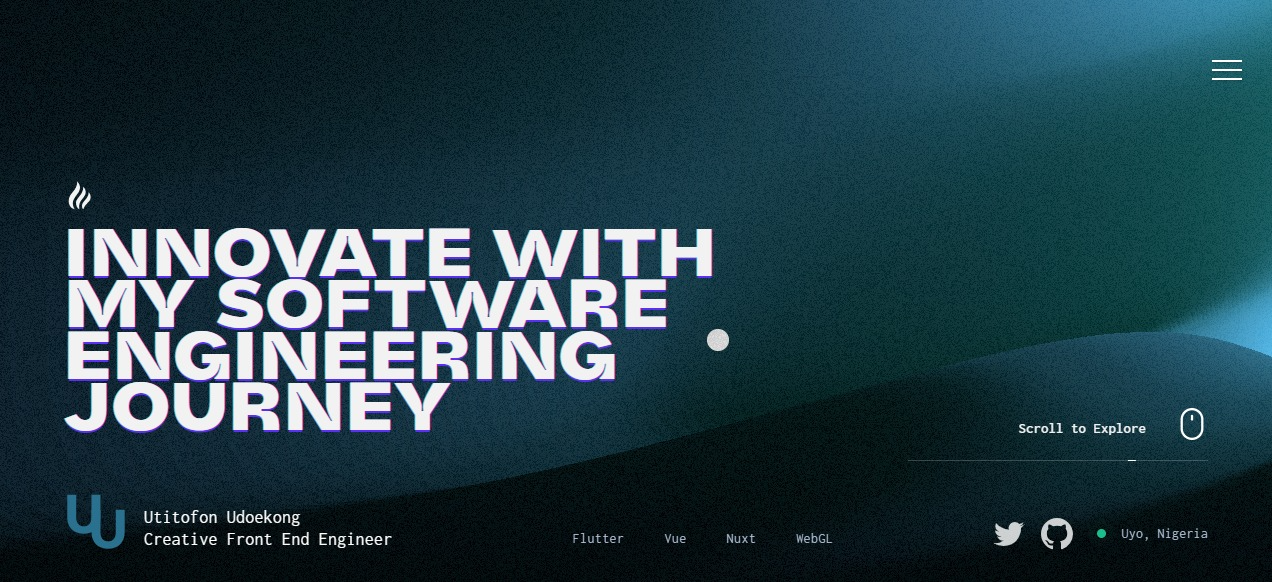 INNOVATE WITH
MY SOFTWARE
ENGINEERING
JOURNEY
Scroll to Explore
UU
Utitofon Udoekong
Creative Front End Engineer
Flutter Vue Nuxt WebGL
Uyo, Nigeria